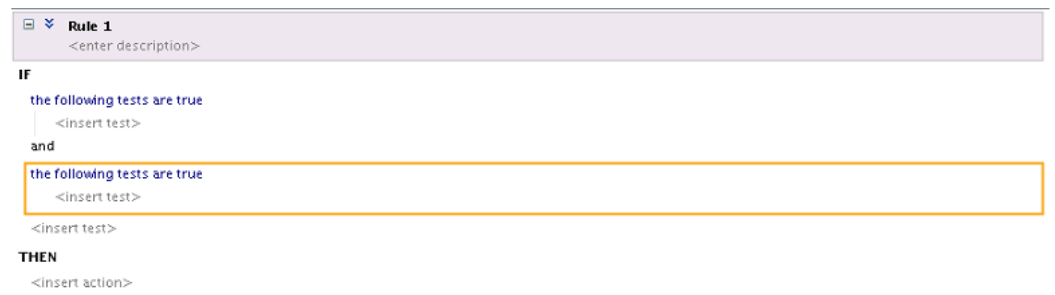 Rule 1
<enter description>
IF
the following tests are true
<insert test>
and
the following tests are true
<insert test>
<insert test>
THEN
<insert action>